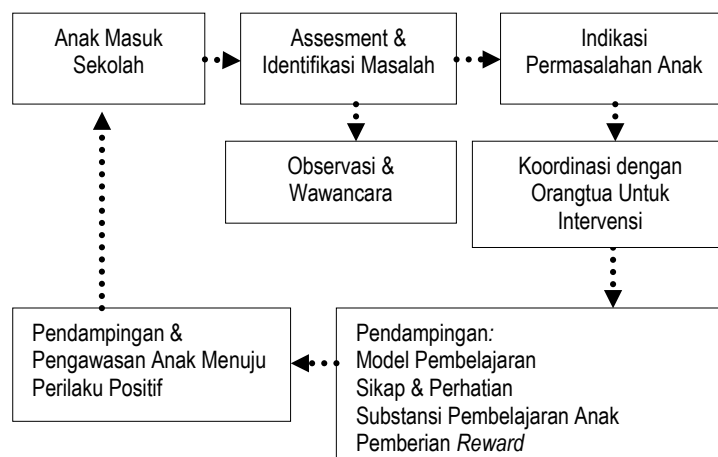 Anak Masuk
Sekolah
Assesment &
Identifikasi Masalah
Indikasi
Permasalahan Anak
Observasi &
Wawancara
Koordinasi dengan
Orangtua Untuk
Intervensi
Pendampingan &
Pengawasan Anak Menuju
Perilaku Positif
Pendampingan:
Model Pembelajaran
Sikap & Perhatian
Substansi Pembelajaran Anak
Pemberian Reward